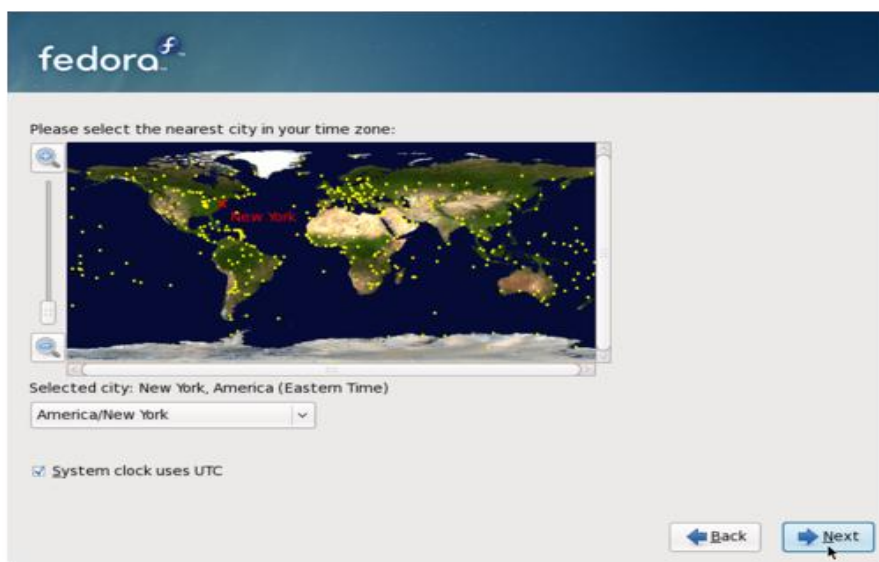 fedora
Please select the nearest city in your time zone:
New York
Selected city: New York, America (Eastern Time)
America/New York
System clock uses UTC
Back
Next